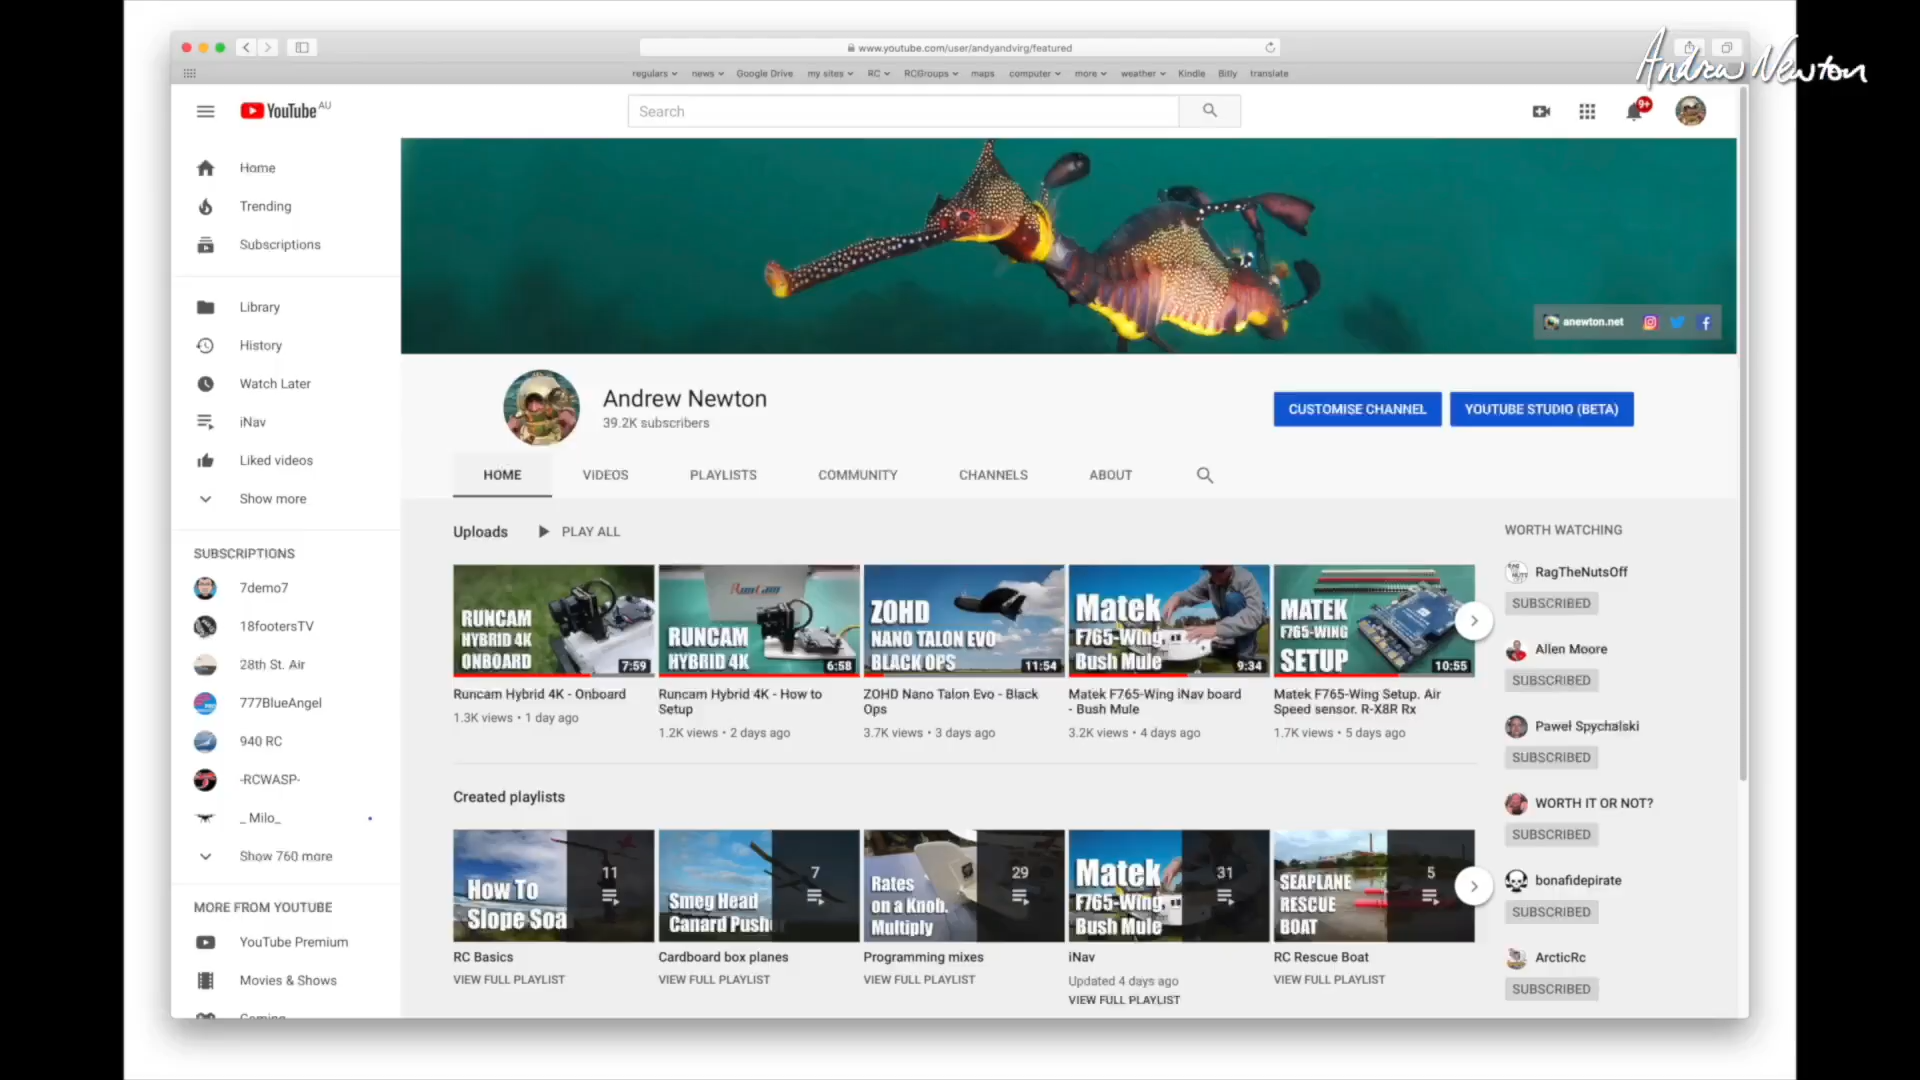 www.youtube.com/user/andyandvirg/featured
Andrew Newton
regulars news Google Drive my sites RC RCGroups maps computer more weather Kindle Bitly translate
YouTube AU
Search
9+
Home
Trending
Subscriptions
Library
History
Watch Later
iNav
Liked videos
Show more
SUBSCRIPTIONS
7demo7
18footersTV
28th St. Air
777BlueAngel
940 RC
-RCWASP-
_ Milo_
Show 760 more
MORE FROM YOUTUBE
YouTube Premium
Movies & Shows
anewton.net
Andrew Newton
39.2K subscribers
CUSTOMISE CHANNEL
YOUTUBE STUDIO (BETA)
HOME VIDEOS PLAYLISTS COMMUNITY CHANNELS ABOUT
Uploads PLAY ALL
RUNCAM
HYBRID 4K
ONBOARD
7:59
Runcam Hybrid 4K - Onboard
1.3K views • 1 day ago
RunCam
RUNCAM
HYBRID 4K
6:58
Runcam Hybrid 4K - How to
Setup
1.2K views • 2 days ago
ZOHD
NANO TALON EVO
BLACK OPS
11:54
ZOHD Nano Talon Evo - Black
Ops
3.7K views • 3 days ago
Matek
F765-Wing
Bush Mule
9:34
Matek F765-Wing iNav board
- Bush Mule
3.2K views • 4 days ago
MATEK
F765-WING
SETUP
10:55
Matek F765-Wing Setup. Air
Speed sensor. R-X8R Rx
1.7K views • 5 days ago
Created playlists
How To
Slope Soa
11
RC Basics
VIEW FULL PLAYLIST
Smeg Head
Canard Push
7
Cardboard box planes
VIEW FULL PLAYLIST
Rates
on a Knob.
Multiply
29
Programming mixes
VIEW FULL PLAYLIST
Matek
F765-Wing
Bush Mule
31
iNav
Updated 4 days ago
VIEW FULL PLAYLIST
SEAPLANE
RESCUE
BOAT
5
RC Rescue Boat
VIEW FULL PLAYLIST
WORTH WATCHING
RagTheNutsOff
SUBSCRIBED
Allen Moore
SUBSCRIBED
Paweł Spychalski
SUBSCRIBED
WORTH IT OR NOT?
SUBSCRIBED
bonafidepirate
SUBSCRIBED
ArcticRc
SUBSCRIBED